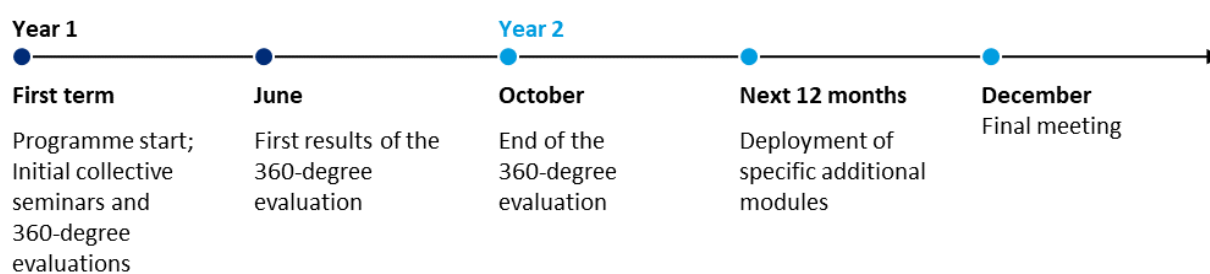 Year 1
Year 2
First term
Programme start;
Initial collective
seminars and
360-degree
evaluations
June
First results of the
360-degree
evaluation
October
End of the
360-degree
evaluation
Next 12 months
Deployment of
specific additional
modules
December
Final meeting